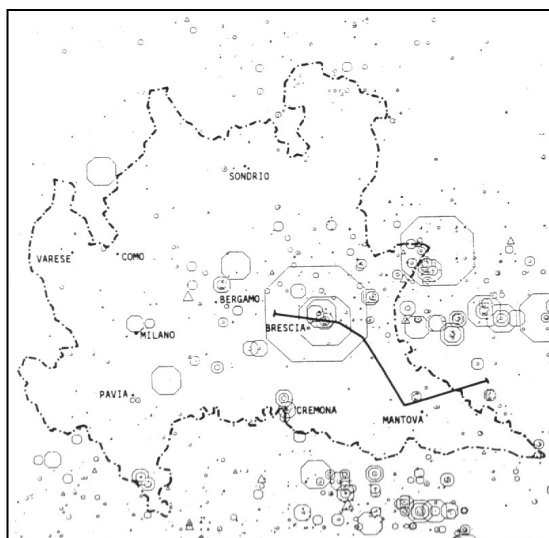 SONDRIO
VARESE
COMO
BERGAMO
BRESCIA
MILANO
PAVIA
CREMONA
MANTOVA